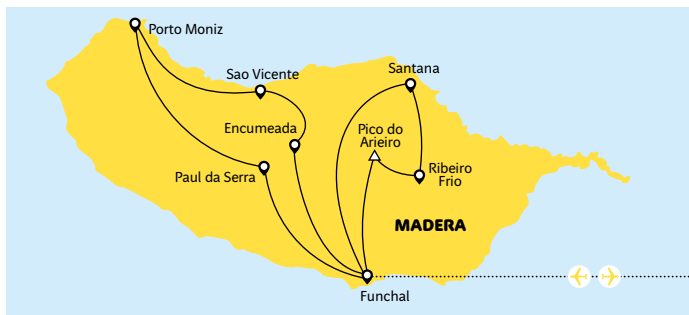 Porto Moniz
Sao Vicente
Santana
Encumeada
Pico do
Arieiro
Paul da Serra
Ribeiro
Frio
MADERA
Funchal